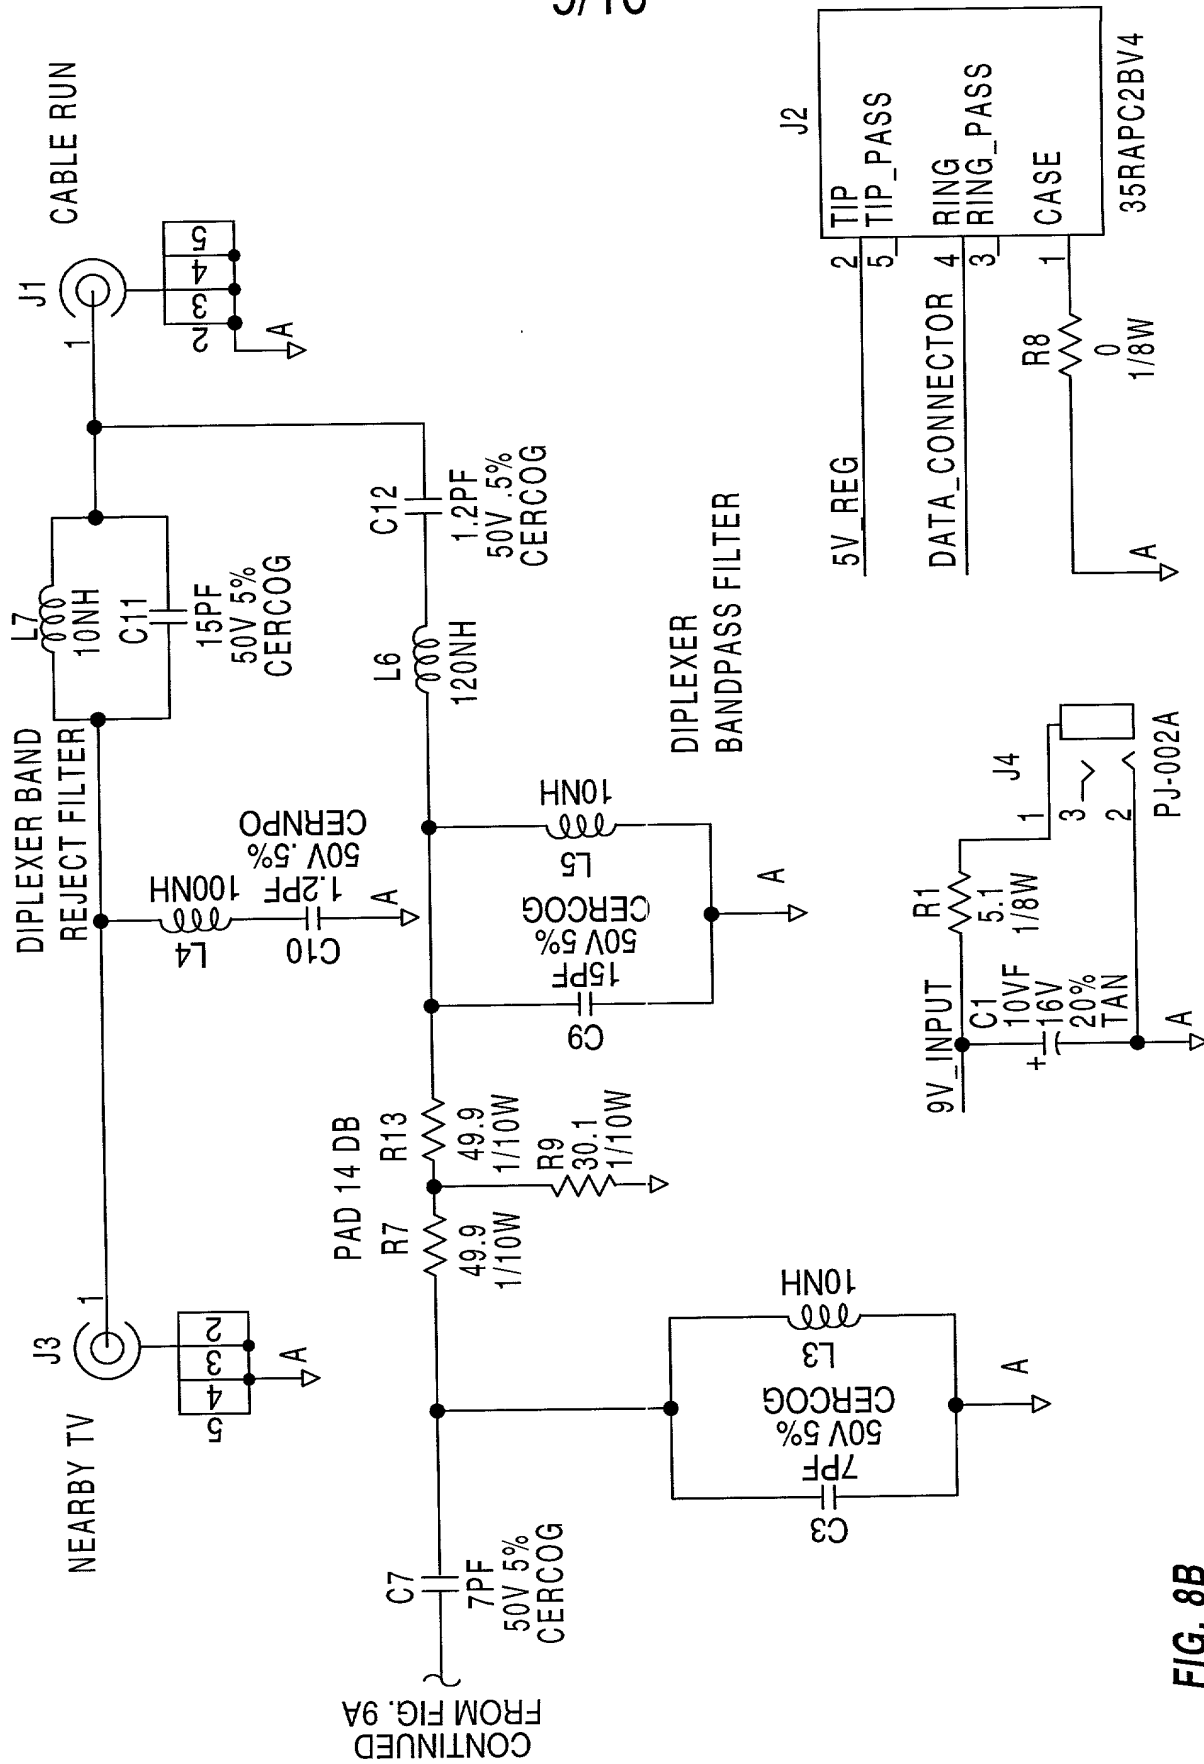 9/16
CABLE RUN
J1
1
2
3
4
5
A
L7
10NH
C11
15PF
50V 5%
CERCOG
DIPLEXER BAND
REJECT FILTER
L4
100NH
C10
1.2PF
50V .5%
CERNPO
A
NEARBY TV
J3
1
5
4
3
2
A
C12
1.2PF
50V .5%
CERCOG
L6
120NH
DIPLEXER
BANDPASS FILTER
L5
10NH
C9
15PF
50V 5%
CERCOG
A
PAD 14 DB
R13
49.9
1/10W
R9
30.1
1/10W
R7
49.9
1/10W
L3
10NH
C3
7PF
50V 5%
CERCOG
A
C7
7PF
50V 5%
CERCOG
CONTINUED
FROM FIG. 9A
J2
TIP
TIP_PASS
RING
RING_PASS
CASE
35RAPC2BV4
2
5
4
3
1
5V_REG
DATA_CONNECTOR
R8
0
1/8W
A
J4
1
3
2
PJ-002A
R1
5.1
1/8W
9V_INPUT
C1
10VF
16V
20%
TAN
+
A
FIG. 8B